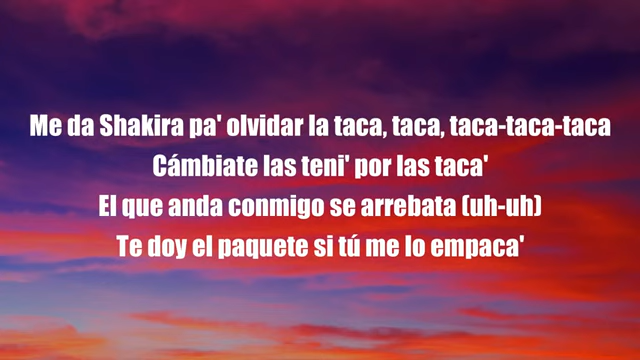 Me da Shakira pa' olvidar la taca, taca, taca-taca-taca
Cámbiate las teni' por las taca'
El que anda conmigo se arrebata (uh-uh)
Te doy el paquete si tú me lo empaca'